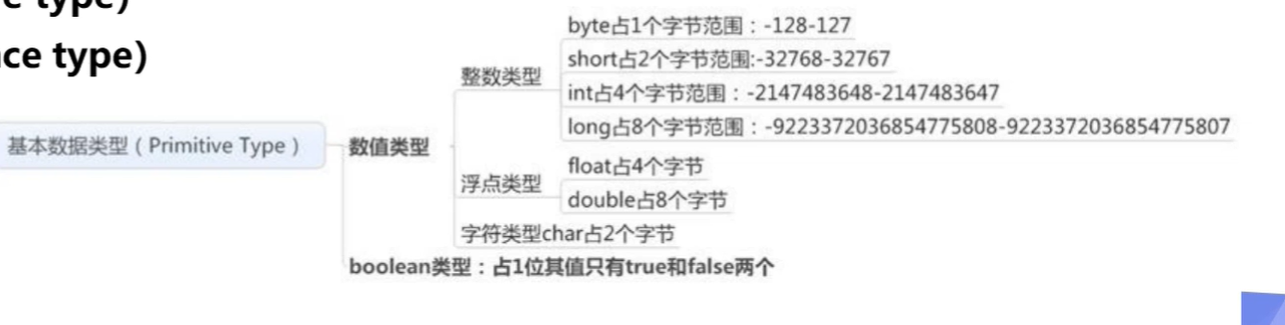 e type)
ce type)
byte占1个字节范围：-128-127
short占2个字节范围:-32768-32767
整数类型
int占4个字节范围：-2147483648-2147483647
long占8个字节范围：-9223372036854775808-9223372036854775807
基本数据类型（Primitive Type）
数值类型
float占4个字节
浮点类型
double占8个字节
字符类型char占2个字节
boolean类型：占1位其值只有true和false两个